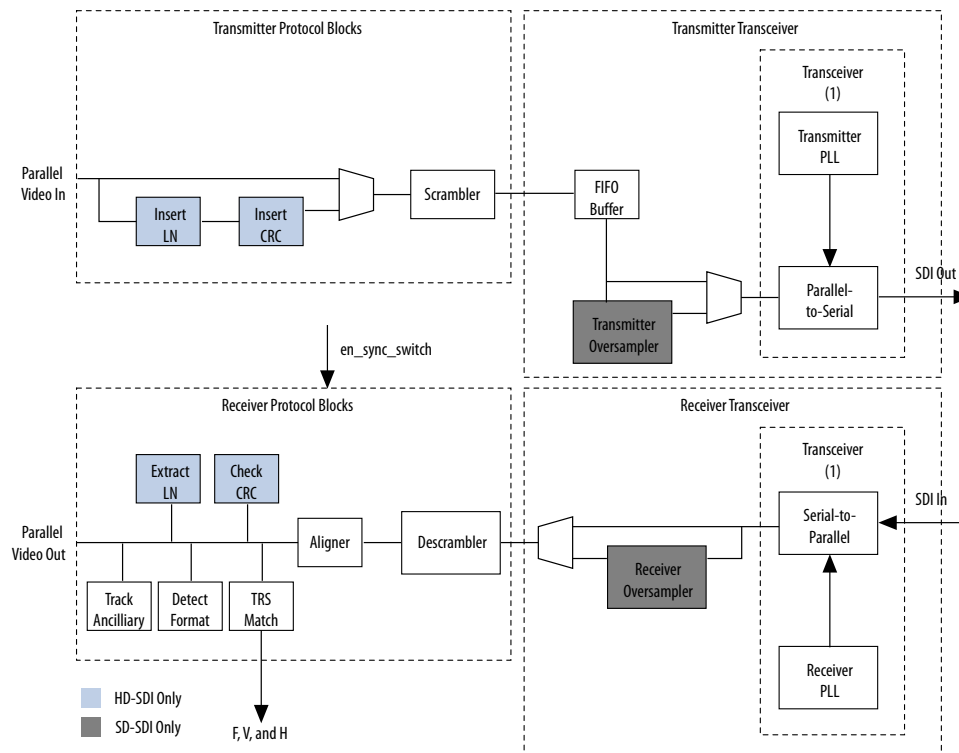 Transmitter Protocol Blocks
Transmitter Transceiver
Transceiver
(1)
Transmitter
PLL
Parallel
Video In
Insert
LN
Insert
CRC
Scrambler
FIFO
Buffer
Transmitter
Oversampler
Parallel-
to-Serial
SDI Out
en_sync_switch
Receiver Protocol Blocks
Receiver Transceiver
Transceiver
(1)
Extract
LN
Check
CRC
Parallel
Video Out
Aligner
Descrambler
Receiver
Oversampler
Serial-to-
Parallel
SDI In
Track
Ancilliary
Detect
Format
TRS
Match
Receiver
PLL
HD-SDI Only
SD-SDI Only
F, V, and H